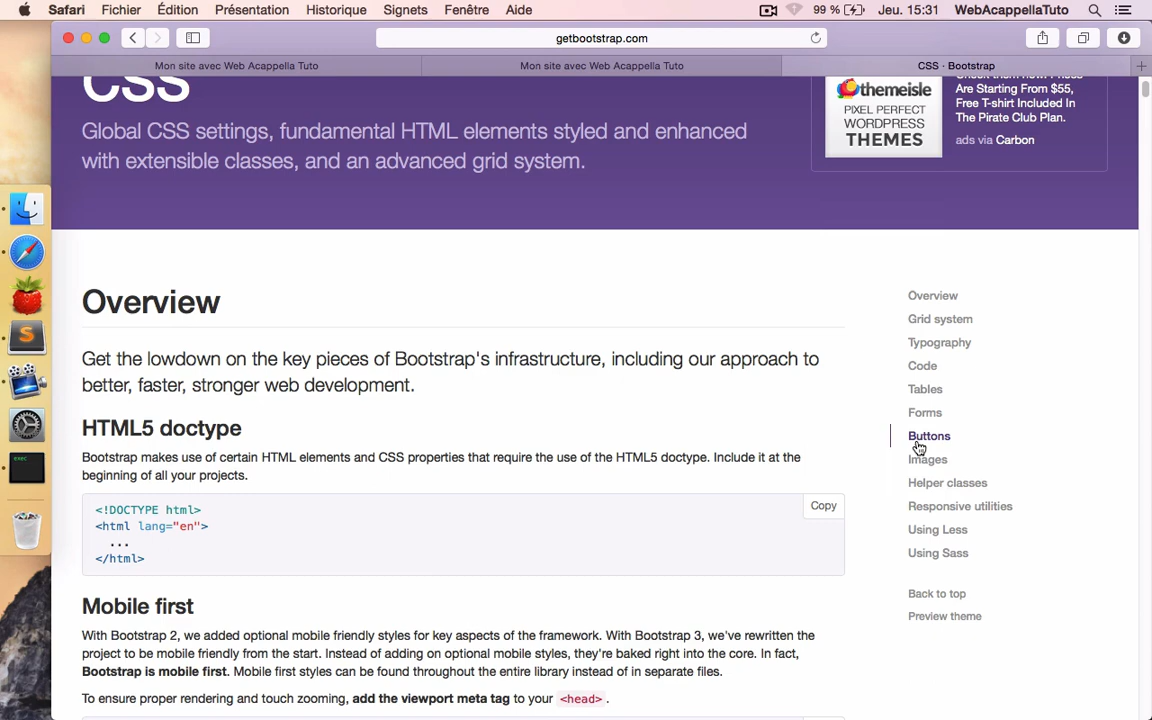 Safari Fichier Édition Présentation Historique Signets Fenêtre Aide 99 % Jeu. 15:31 WebAcappellaTuto
getbootstrap.com
Mon site avec Web Acappella Tuto
Mon site avec Web Acappella Tuto
CSS · Bootstrap
CSS
Global CSS settings, fundamental HTML elements styled and enhanced
with extensible classes, and an advanced grid system.
themeisle
PIXEL PERFECT
WORDPRESS
THEMES
Check them now! Prices
Are Starting From $55,
Free T-shirt Included In
The Pirate Club Plan.
ads via Carbon
Overview
Get the lowdown on the key pieces of Bootstrap's infrastructure, including our approach to
better, faster, stronger web development.
HTML5 doctype
Bootstrap makes use of certain HTML elements and CSS properties that require the use of the HTML5 doctype. Include it at the
beginning of all your projects.
Copy
<!DOCTYPE html>
<html lang="en">
...
</html>
Mobile first
With Bootstrap 2, we added optional mobile friendly styles for key aspects of the framework. With Bootstrap 3, we've rewritten the
project to be mobile friendly from the start. Instead of adding on optional mobile styles, they're baked right into the core. In fact,
Bootstrap is mobile first. Mobile first styles can be found throughout the entire library instead of in separate files.
To ensure proper rendering and touch zooming, add the viewport meta tag to your <head>.
Overview
Grid system
Typography
Code
Tables
Forms
Buttons
Images
Helper classes
Responsive utilities
Using Less
Using Sass
Back to top
Preview theme
S
exec